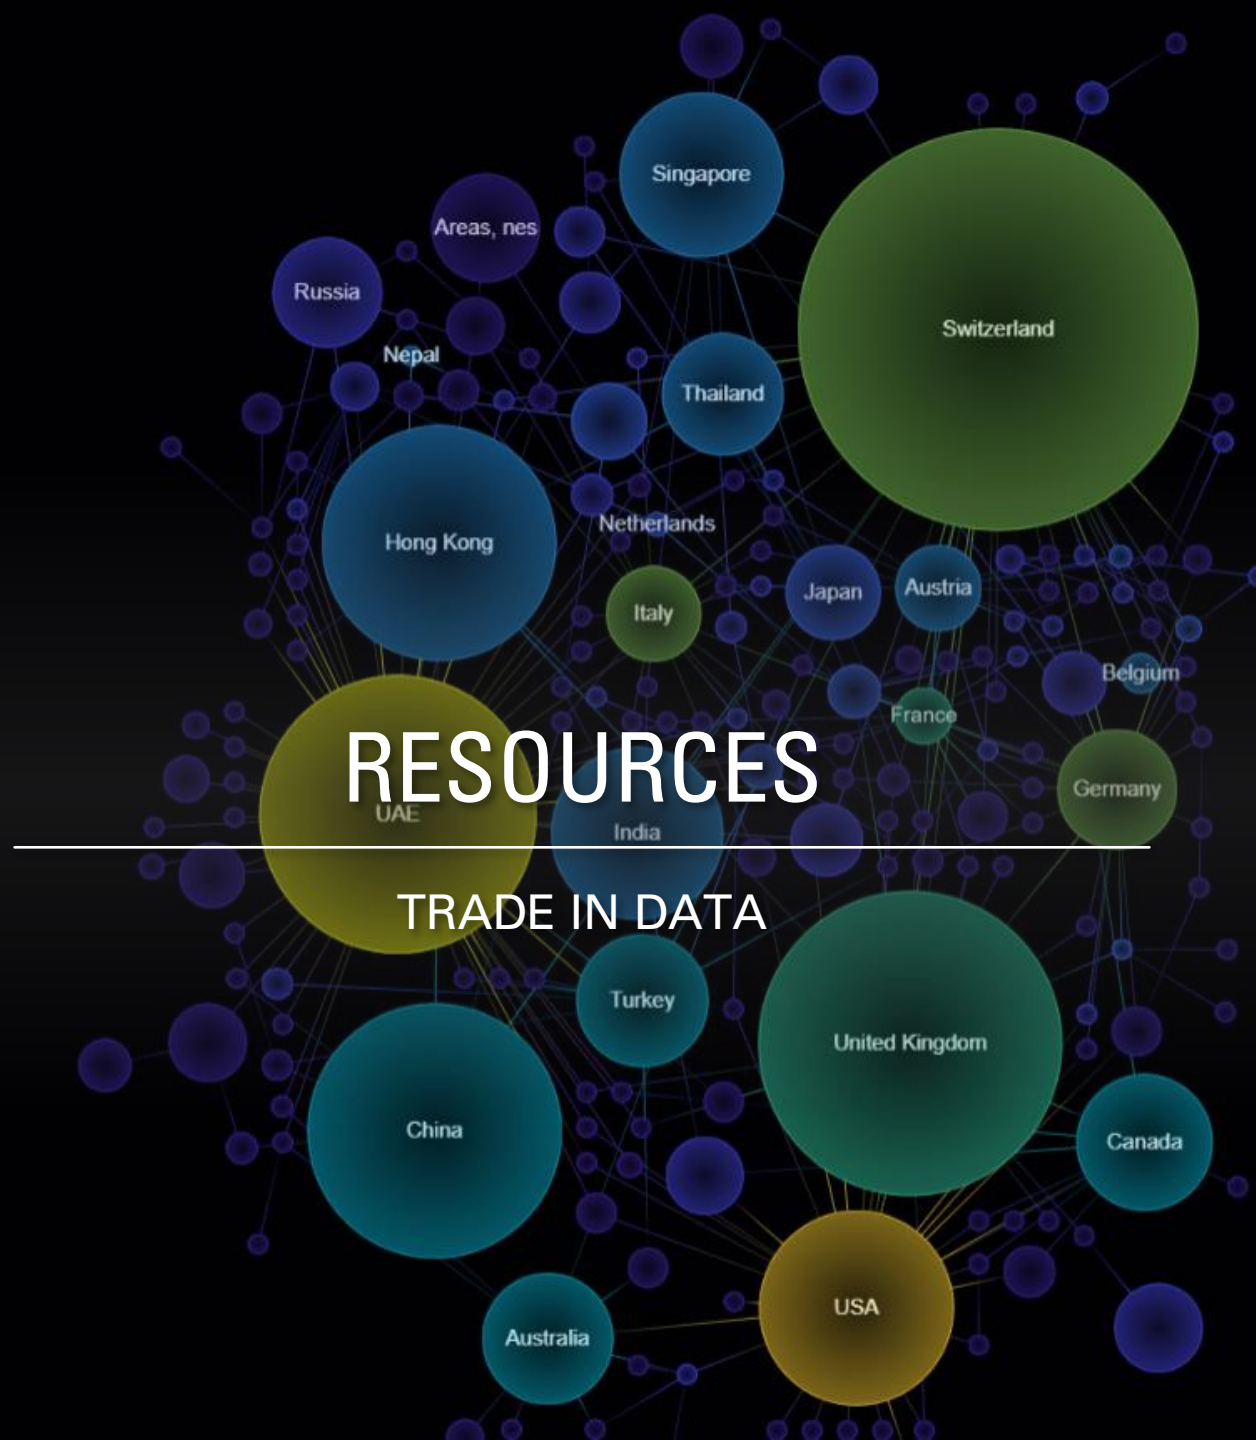 Singapore
Areas, nes
Russia
Switzerland
Nepal
Thailand
Netherlands
Hong Kong
Japan
Austria
Italy
Belgium
France
RESOURCES
Germany
UAE
India
TRADE IN DATA
Turkey
United Kingdom
China
Canada
USA
Australia